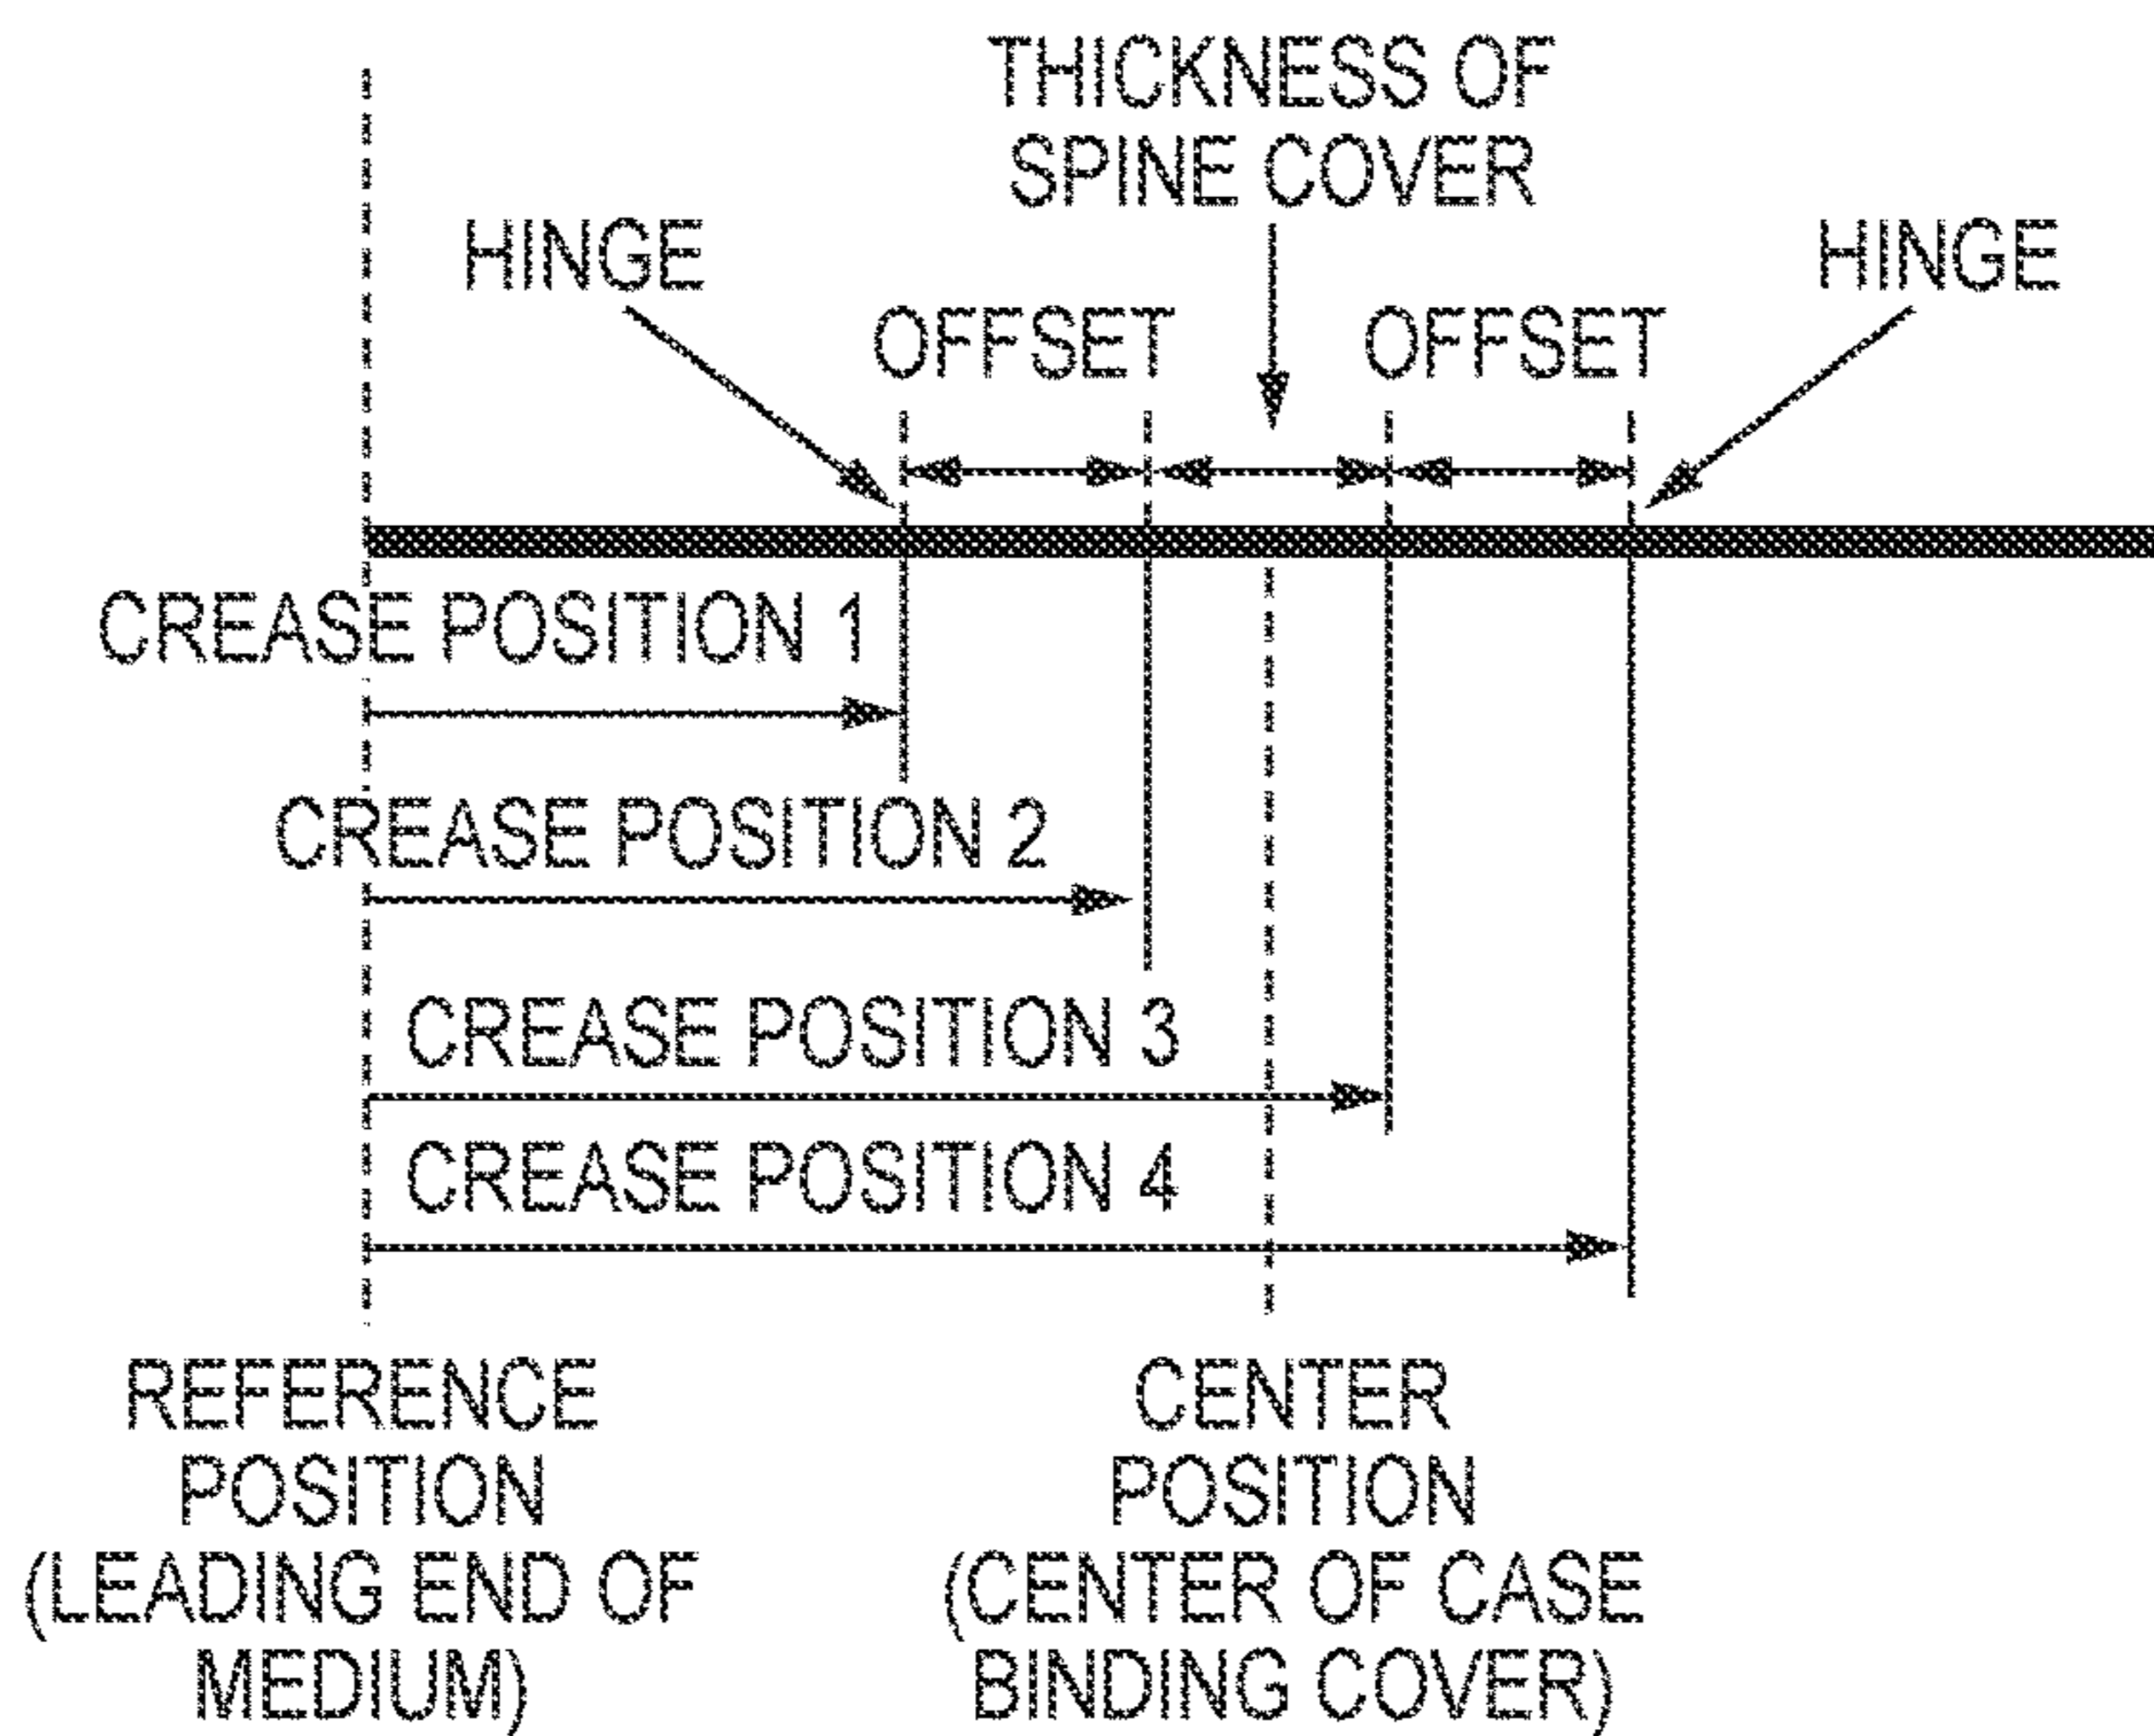 THICKNESS OF
SPINE COVER
HINGE
HINGE
OFFSET
OFFSET
CREASE POSITION 1
CREASE POSITION 2
CREASE POSITION 3
CREASE POSITION 4
REFERENCE
POSITION
(LEADING END OF
MEDIUM)
CENTER
POSITION
(CENTER OF CASE
BINDING COVER)